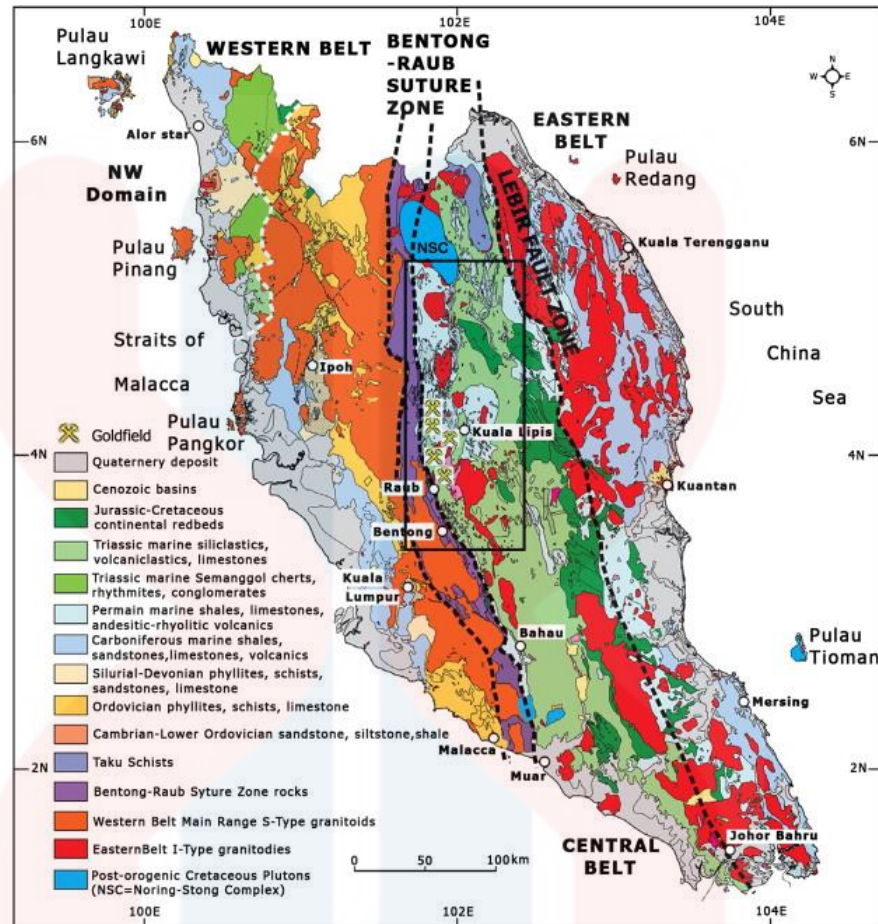 100E
102E
104E
Pulau
Langkawi
WESTERN BELT
BENTONG
-RAUB
SUTURE
ZONE
W E
N
S
6N
Alor star
EASTERN
BELT
6N
Pulau
Redang
NW
Domain
LEBIR FAULT ZONE
Kuala Terengganu
NSC
Pulau
Pinang
South
China
Sea
Straits of
Malacca
Ipoh
Pulau
Pangkor
Kuala Lipis
4N
4N
Raub
Kuantan
Bentong
Kuala
Lumpur
Bahau
Pulau
Tioman
Mersing
Malacca
Muar
2N
2N
Johor Bahru
CENTRAL
BELT
Goldfield
Quaternery deposit
Cenozoic basins
Jurassic-Cretaceous
continental redbeds
Triassic marine siliclastics,
volcaniclastics, limestones
Triassic marine Semanggol cherts,
rhythmites, conglomerates
Permain marine shales, limestones,
andesitic-rhyolitic volcanics
Carboniferous marine shales,
sandstones,limestones, volcanics
Silurial-Devonian phyllites, schists,
sandstones, limestone
Ordovician phyllites, schists, limestone
Cambrian-Lower Ordovician sandstone, siltstone,shale
Taku Schists
Bentong-Raub Syture Zone rocks
Western Belt Main Range S-Type granitoids
EasternBelt I-Type granitodies
Post-orogenic Cretaceous Plutons
(NSC=Noring-Stong Complex)
0 50 100km
100E
102E
104E